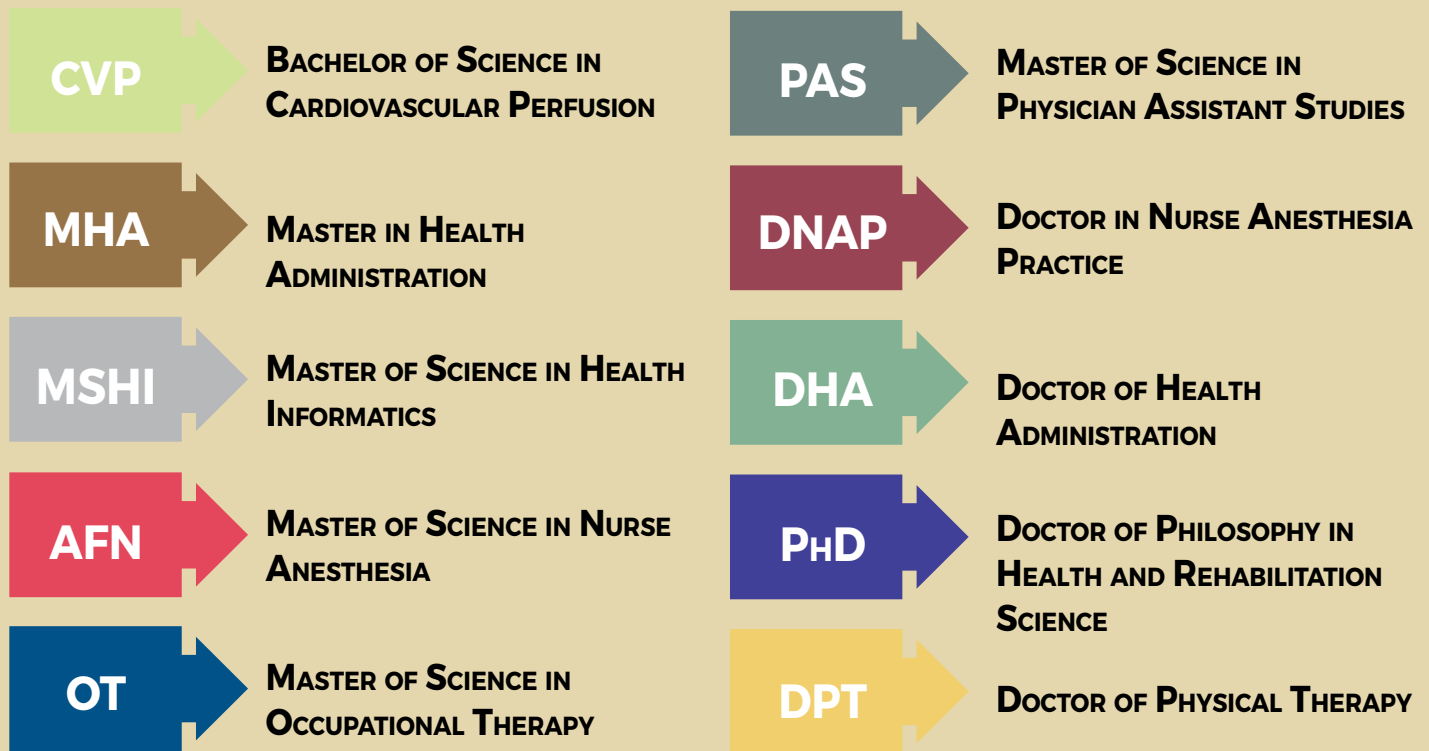 CVP
Bachelor of Science in
Cardiovascular Perfusion
MHA
Master in Health
Administration
MSHI
Master of Science in Health
Informatics
AFN
Master of Science in Nurse
Anesthesia
OT
Master of Science in
Occupational Therapy
PAS
Master of Science in
Physician Assistant Studies
DNAP
Doctor in Nurse Anesthesia
Practice
DHA
Doctor of Health
Administration
PhD
Doctor of Philosophy in
Health and Rehabilitation
Science
DPT
Doctor of Physical Therapy